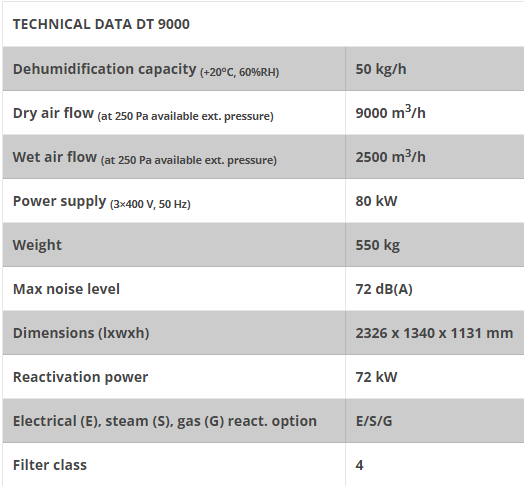 TECHNICAL DATA DT 9000
Dehumidification capacity (+20°C, 60%RH) 50 kg/h
Dry air flow (at 250 Pa available ext. pressure) 9000 m³/h
Wet air flow (at 250 Pa available ext. pressure) 2500 m³/h
Power supply (3×400 V, 50 Hz) 80 kW
Weight 550 kg
Max noise level 72 dB(A)
Dimensions (lxwxh) 2326 x 1340 x 1131 mm
Reactivation power 72 kW
Electrical (E), steam (S), gas (G) react. option E/S/G
Filter class 4